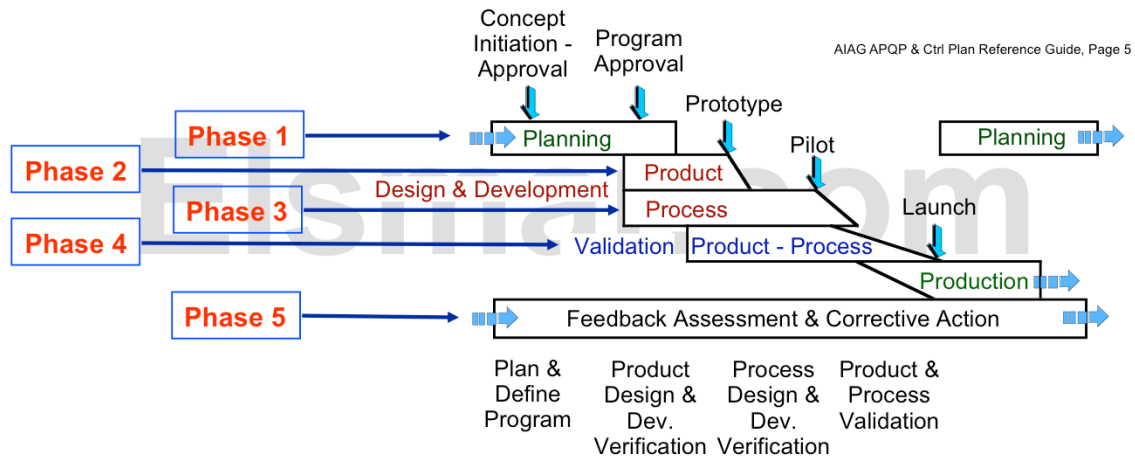 Concept
Initiation -
Approval
Program
Approval
AIAG APQP & Ctrl Plan Reference Guide, Page 5
Prototype
Pilot
Launch
Phase 1
Planning
Planning
Phase 2
Product
Design & Development
Phase 3
Process
Phase 4
Validation
Product - Process
Production
Phase 5
Feedback Assessment & Corrective Action
Plan &
Define
Program
Product
Design &
Dev.
Verification
Process
Design &
Dev.
Verification
Product &
Process
Validation
Elsmar.com